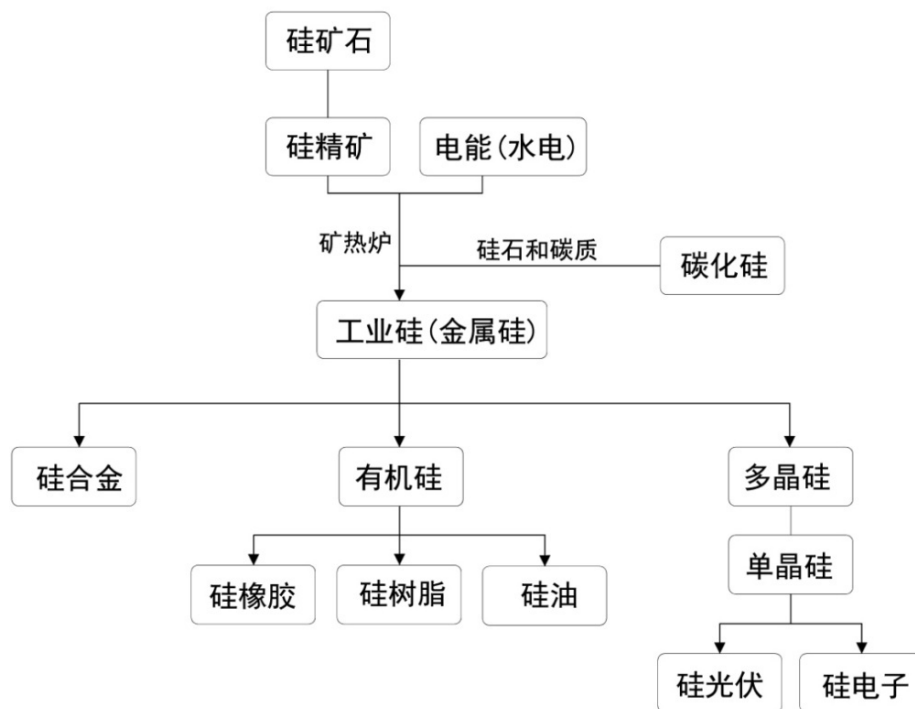 硅矿石
硅精矿
电能(水电)
矿热炉
硅石和碳质
碳化硅
工业硅(金属硅)
硅合金
有机硅
多晶硅
单晶硅
硅橡胶
硅树脂
硅油
硅光伏
硅电子